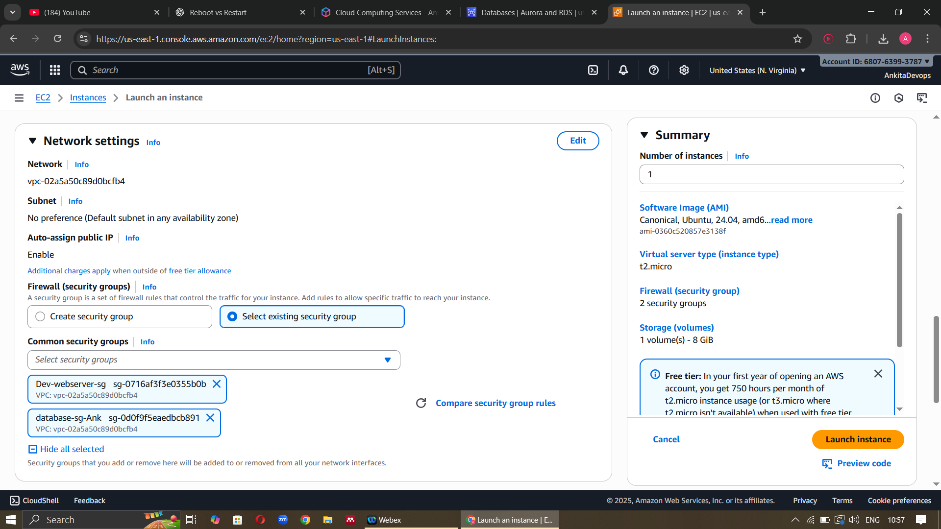 (184) YouTube
Reboot vs Restart
Cloud Computing Services - Am
Databases | Aurora and RDS | us-
Launch an instance | EC2 | us-ea
https://us-east-1.console.aws.amazon.com/ec2/home?region=us-east-1#LaunchInstances:
A
aws
Search
[Alt+S]
United States (N. Virginia)
Account ID: 6807-6399-3787
AnkitaDevops
EC2
Instances
Launch an instance
Network settings Info
Edit
Network Info
vpc-02a5a50c89d0bcfb4
Subnet Info
No preference (Default subnet in any availability zone)
Auto-assign public IP Info
Enable
Additional charges apply when outside of free tier allowance
Firewall (security groups) Info
A security group is a set of firewall rules that control the traffic for your instance. Add rules to allow specific traffic to reach your instance.
Create security group
Select existing security group
Common security groups Info
Select security groups
Dev-webserver-sg sg-0716af3f3e0355b0b
VPC: vpc-02a5a50c89d0bcfb4
database-sg-Ank sg-0d0f9f5eaedbcb891
VPC: vpc-02a5a50c89d0bcfb4
Compare security group rules
Hide all selected
Security groups that you add or remove here will be added to or removed from all your network interfaces.
Summary
Number of instances Info
1
Software Image (AMI)
Canonical, Ubuntu, 24.04, amd6...read more
ami-0360c520857e3138f
Virtual server type (instance type)
t2.micro
Firewall (security group)
2 security groups
Storage (volumes)
1 volume(s) - 8 GiB
Free tier: In your first year of opening an AWS
account, you get 750 hours per month of
t2.micro instance usage (or t3.micro where
t2.micro isn't available) when used with free tier
Cancel
Launch instance
Preview code
CloudShell
Feedback
© 2025, Amazon Web Services, Inc. or its affiliates.
Privacy
Terms
Cookie preferences
Search
Webex
Launch an instance | E...
ENG
10:57